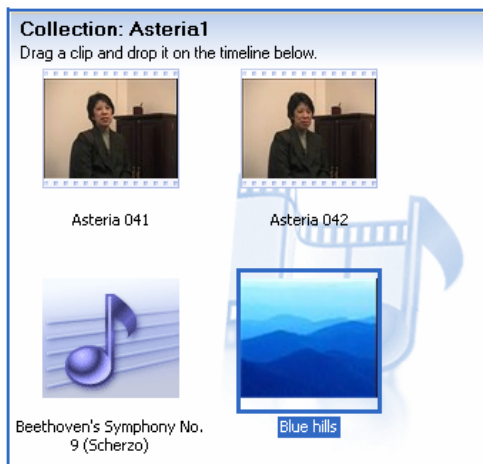 Collection: Asteria1
Drag a clip and drop it on the timeline below.
Asteria 041
Asteria 042
Beethoven's Symphony No.
9 (Scherzo)
Blue hills